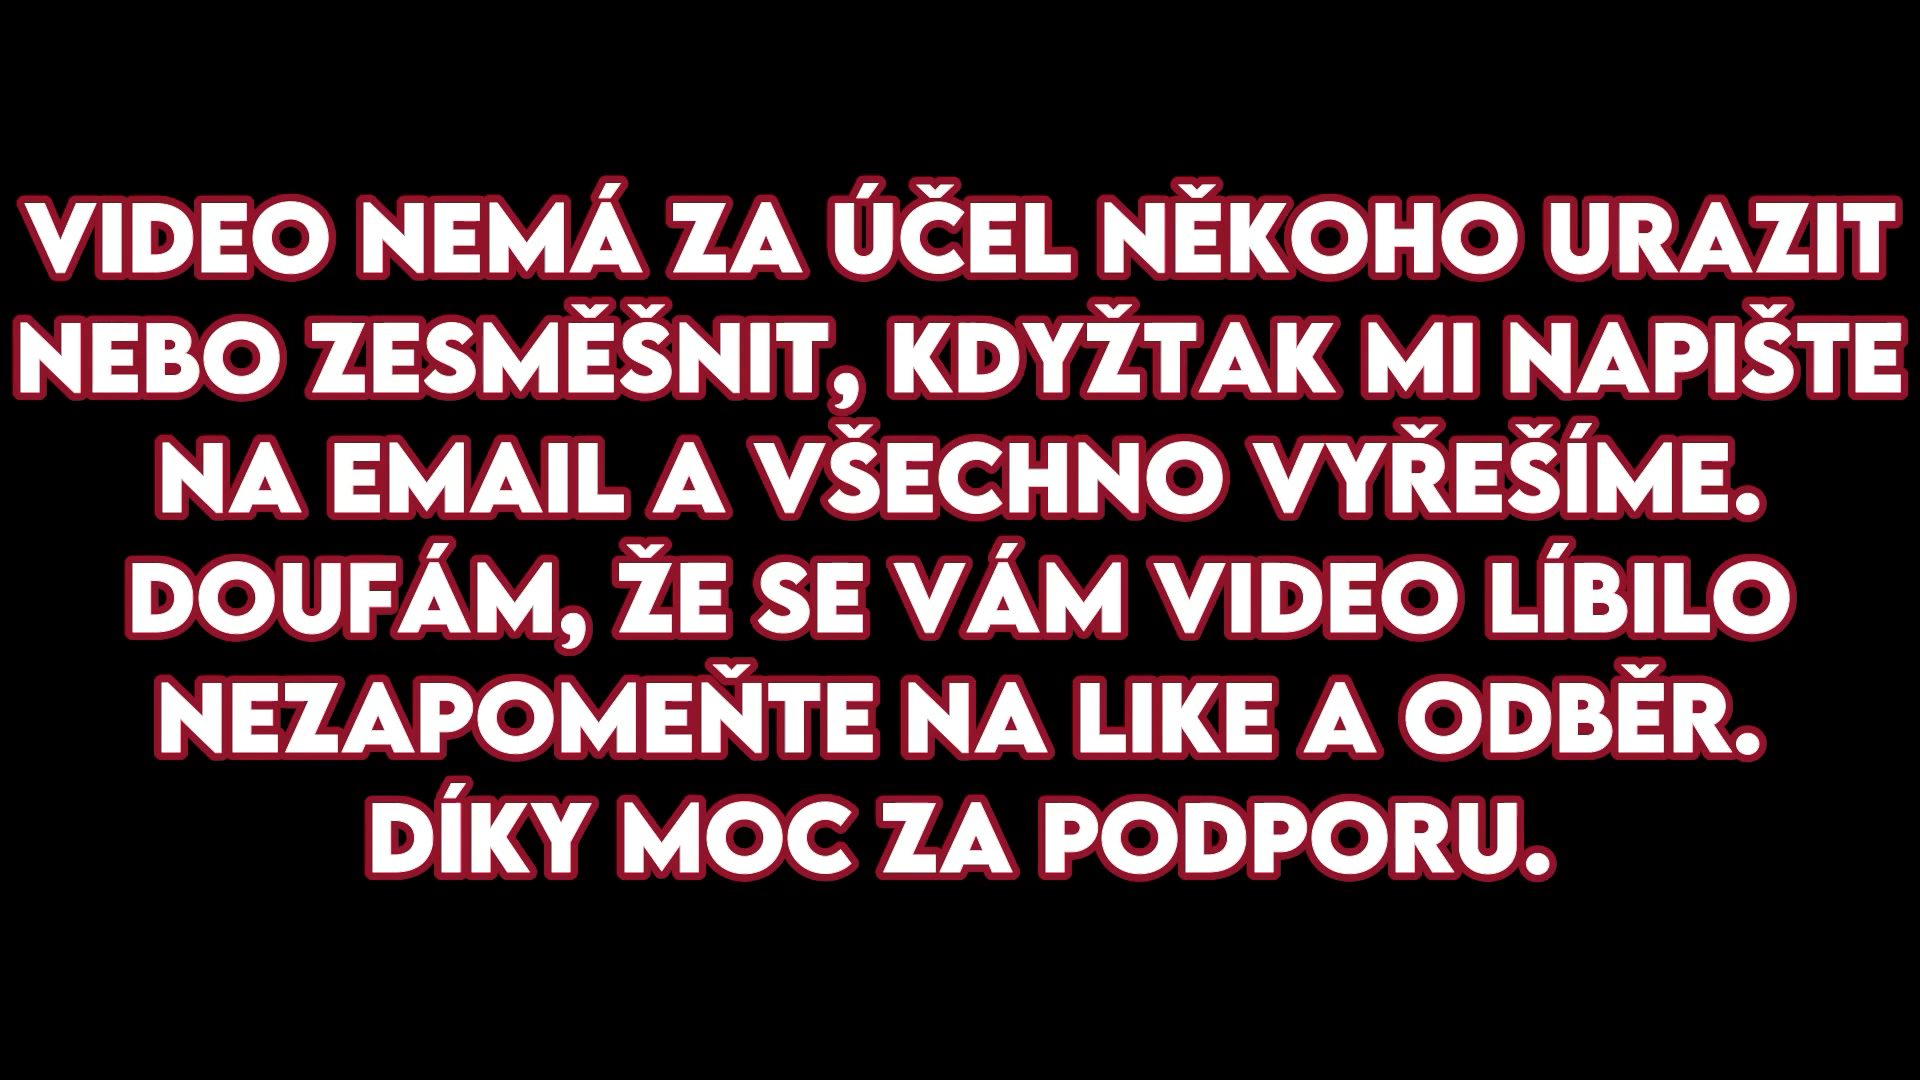 VIDEO NEMÁ ZA ÚČEL NĚKOHO URAZIT
NEBO ZESMĚŠNIT, KDYŽTAK MI NAPIŠTE
NA EMAIL A VŠECHNO VYŘEŠÍME.
DOUFÁM, ŽE SE VÁM VIDEO LÍBILO
NEZAPOMEŇTE NA LIKE A ODBĚR.
DÍKY MOC ZA PODPORU.